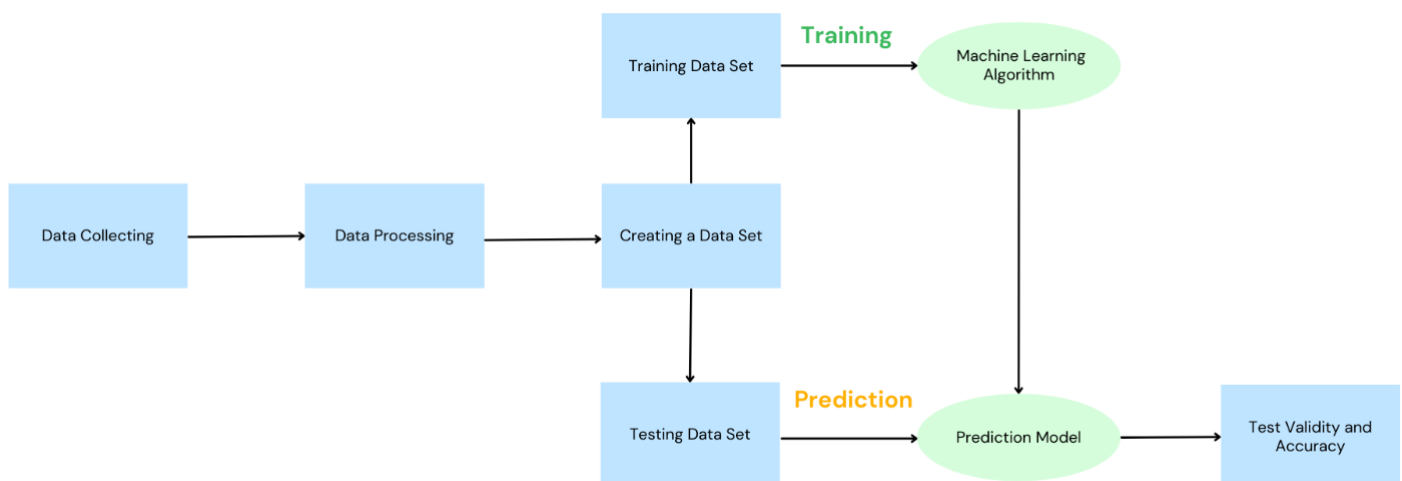 Training
Training Data Set
Machine Learning
Algorithm
Data Collecting
Data Processing
Creating a Data Set
Prediction
Testing Data Set
Prediction Model
Test Validity and
Accuracy